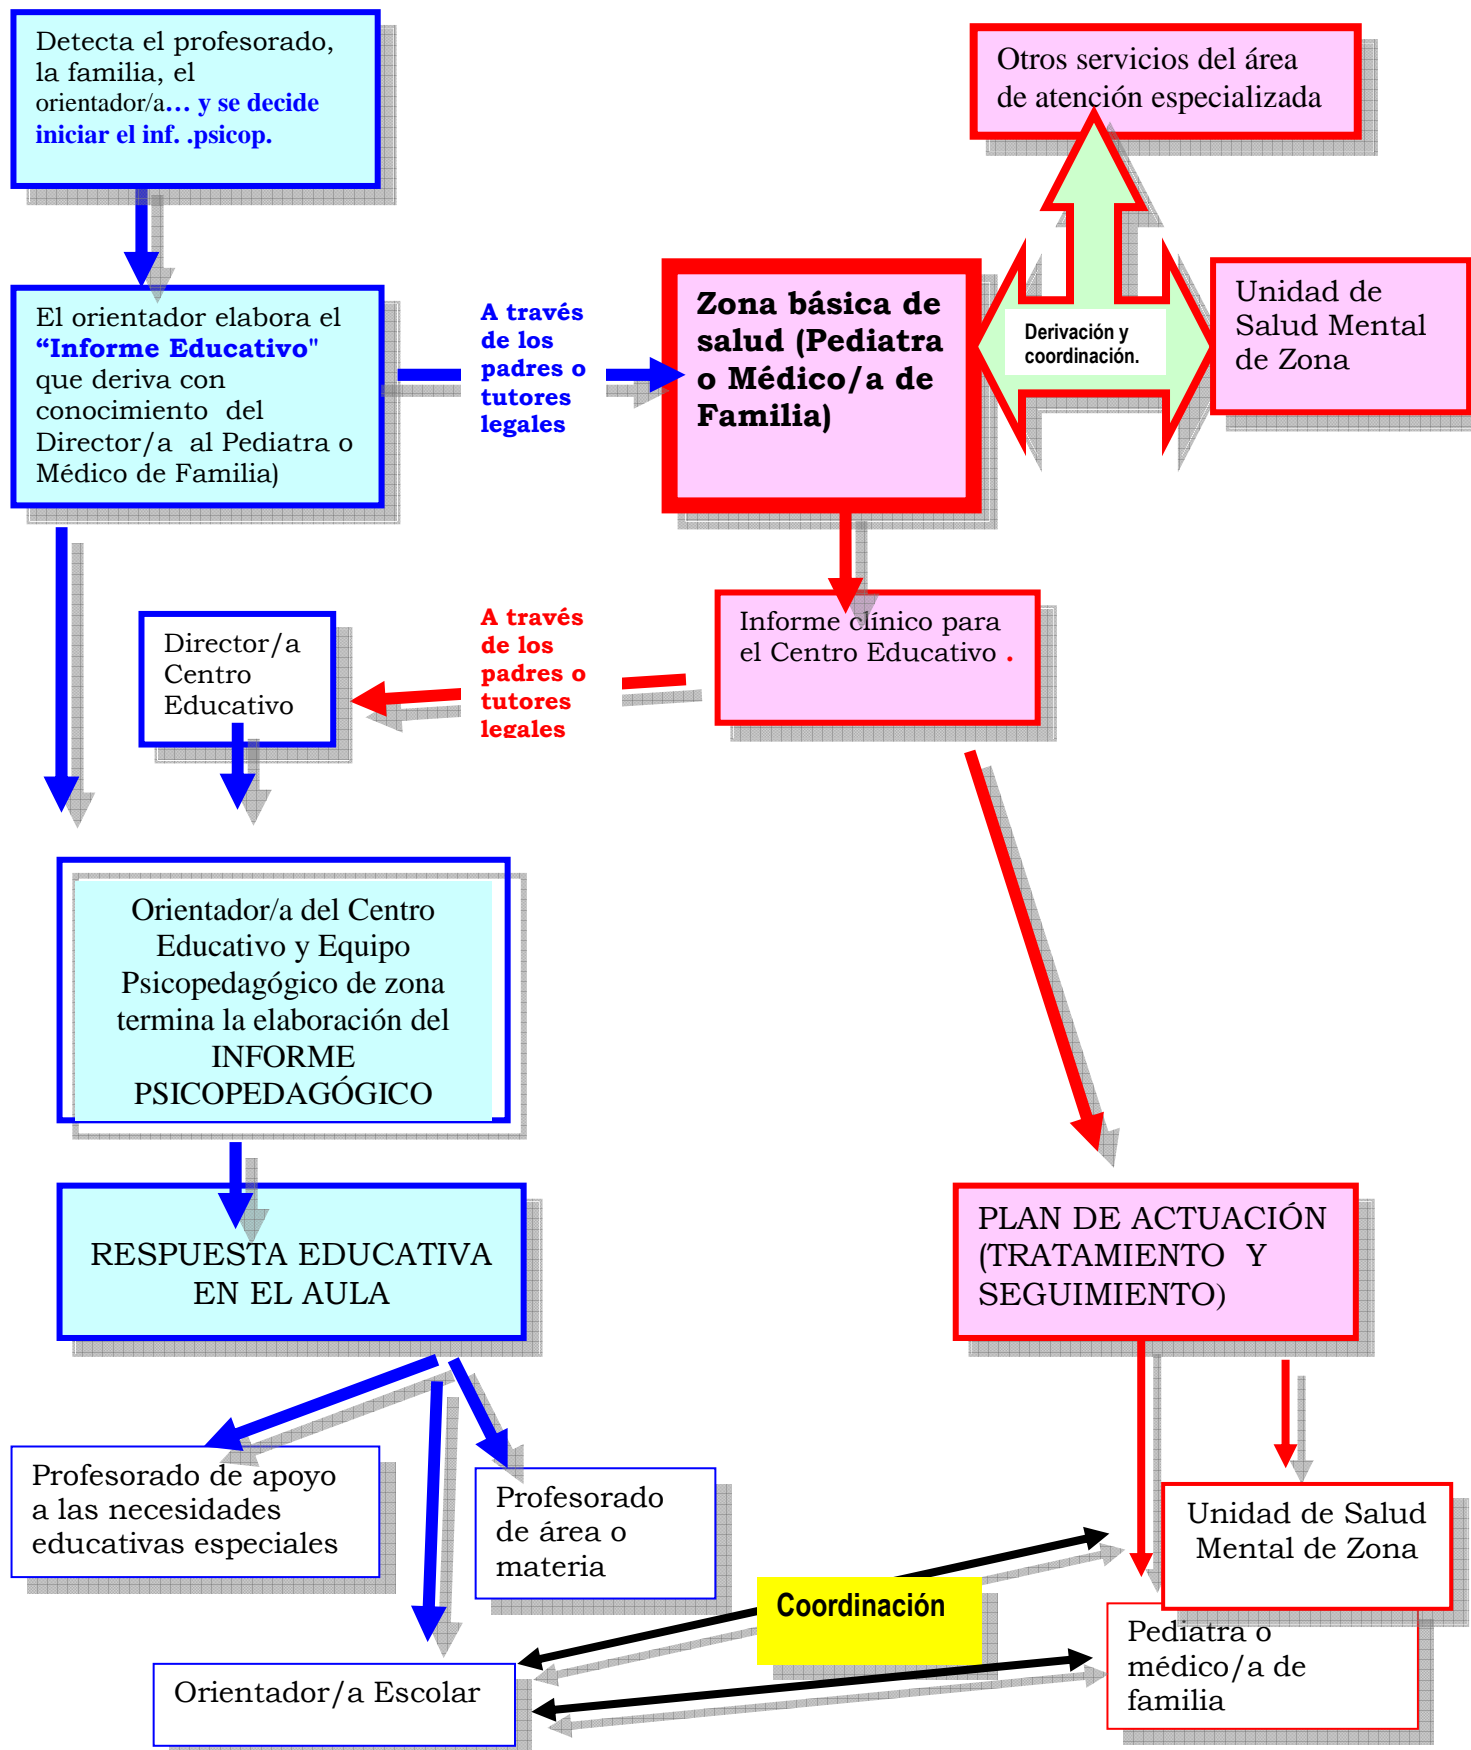 Detecta el profesorado,
la familia, el
orientador/a… y se decide
iniciar el inf. .psicop.
Otros servicios del área
de atención especializada
El orientador elabora el
“Informe Educativo"
que deriva con
conocimiento del
Director/a al Pediatra o
Médico de Familia)
A través
de los
padres o
tutores
legales
Zona básica de
salud (Pediatra
o Médico/a de
Familia)
Derivación y
coordinación.
Unidad de
Salud Mental
de Zona
Director/a
Centro
Educativo
A través
de los
padres o
tutores
legales
Informe clínico para
el Centro Educativo .
Orientador/a del Centro
Educativo y Equipo
Psicopedagógico de zona
termina la elaboración del
INFORME
PSICOPEDAGÓGICO
RESPUESTA EDUCATIVA
EN EL AULA
PLAN DE ACTUACIÓN
(TRATAMIENTO Y
SEGUIMIENTO)
Profesorado de apoyo
a las necesidades
educativas especiales
Profesorado
de área o
materia
Unidad de Salud
Mental de Zona
Coordinación
Pediatra o
médico/a de
familia
Orientador/a Escolar